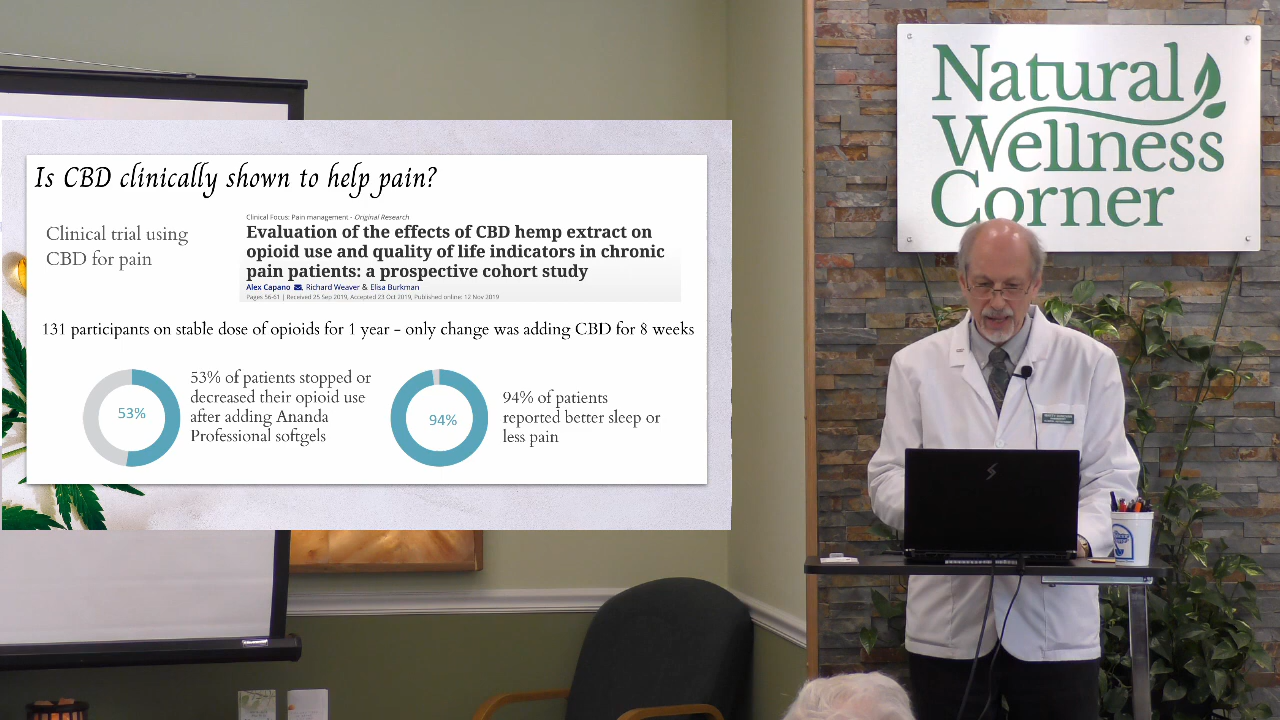 Is CBD clinically shown to help pain?
Clinical trial using
CBD for pain
Clinical Focus: Pain management - Original Research
Evaluation of the effects of CBD hemp extract on
opioid use and quality of life indicators in chronic
pain patients: a prospective cohort study
Alex Capano, Richard Weaver & Elisa Burkman
Pages 56-61 | Received 25 Sep 2019, Accepted 23 Oct 2019, Published online: 12 Nov 2019
131 participants on stable dose of opioids for 1 year - only change was adding CBD for 8 weeks
53%
53% of patients stopped or
decreased their opioid use
after adding Ananda
Professional softgels
94%
94% of patients
reported better sleep or
less pain
Natural
Wellness
Corner